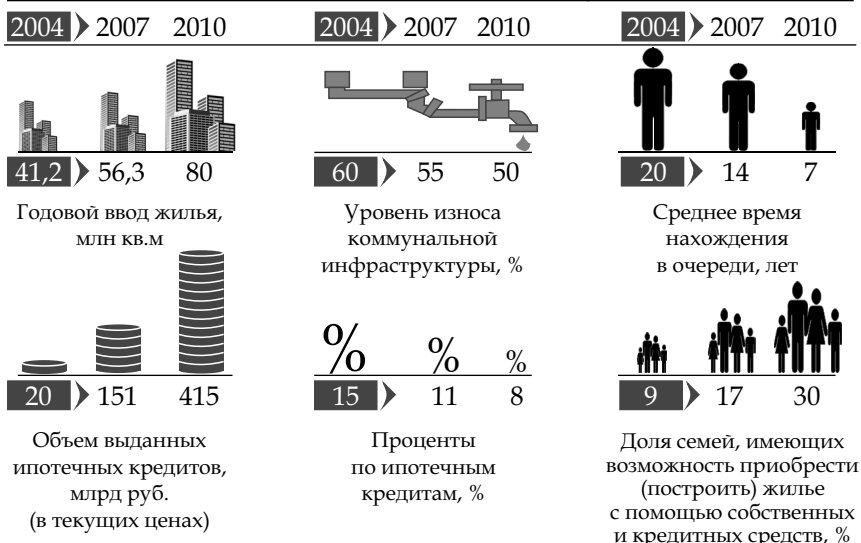 2004 2007 2010
2004 2007 2010
2004 2007 2010
41,2 56,3 80
60 55 50
20 14 7
Годовой ввод жилья,
млн кв.м
Уровень износа
коммунальной
инфраструктуры, %
Среднее время
нахождения
в очереди, лет
% % %
20 151 415
15 11 8
9 17 30
Объем выданных
ипотечных кредитов,
млрд руб.
(в текущих ценах)
Проценты
по ипотечным
кредитам, %
Доля семей, имеющих
возможность приобрести
(построить) жилье
с помощью собственных
и кредитных средств, %